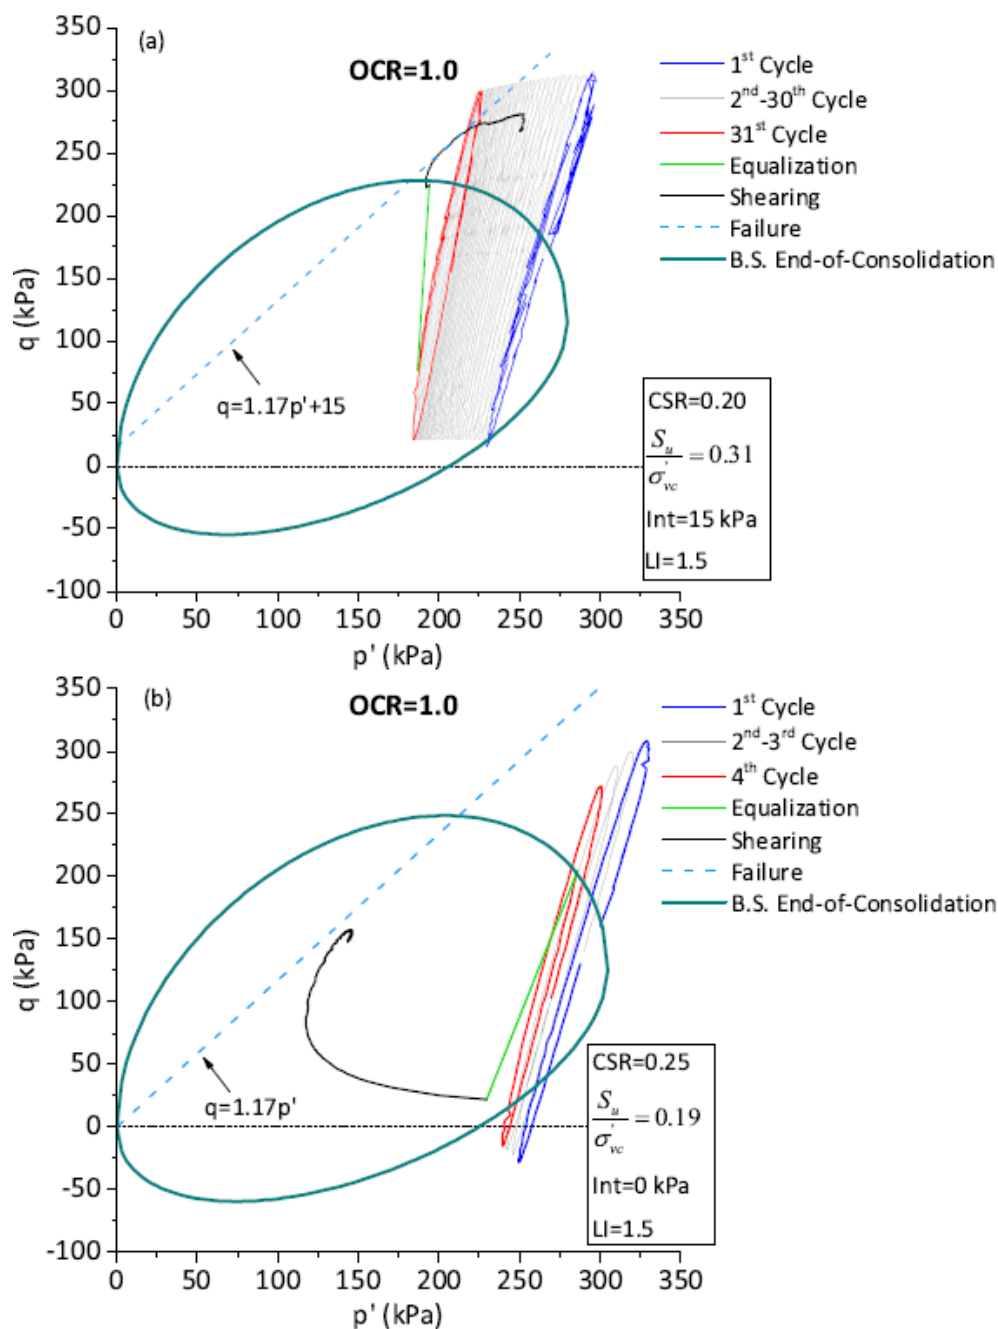 (a)
OCR=1.0
350
300
250
200
150
100
50
0
-50
-100
q (kPa)
0 50 100 150 200 250 300 350
p' (kPa)
q=1.17p'+15
1st Cycle
2nd-30th Cycle
31st Cycle
Equalization
Shearing
Failure
B.S. End-of-Consolidation
CSR=0.20
S_u/σ'_vc = 0.31
Int=15 kPa
LI=1.5
(b)
OCR=1.0
350
300
250
200
150
100
50
0
-50
-100
q (kPa)
0 50 100 150 200 250 300 350
p' (kPa)
q=1.17p'
1st Cycle
2nd-3rd Cycle
4th Cycle
Equalization
Shearing
Failure
B.S. End-of-Consolidation
CSR=0.25
S_u/σ'_vc = 0.19
Int=0 kPa
LI=1.5